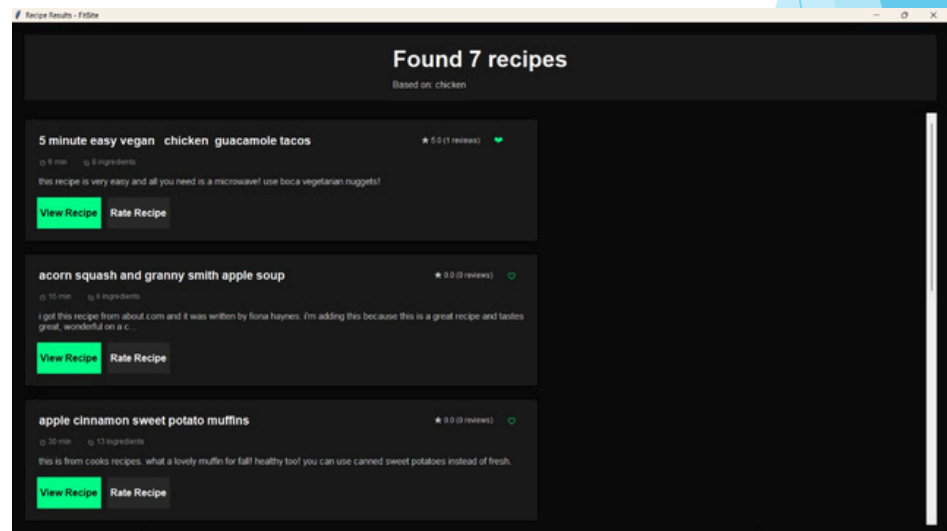 Recipe Results - FitSite
Found 7 recipes
Based on: chicken
5 minute easy vegan chicken guacamole tacos
★ 5.0 (1 reviews)
6 min 8 ingredients
this recipe is very easy and all you need is a microwave! use boca vegetarian nuggets!
View Recipe Rate Recipe
acorn squash and granny smith apple soup
★ 0.0 (0 reviews)
15 min 6 ingredients
i got this recipe from about.com and it was written by fiona haynes. i'm adding this because this is a great recipe and tastes
great, wonderful on a c...
View Recipe Rate Recipe
apple cinnamon sweet potato muffins
★ 0.0 (0 reviews)
30 min 13 ingredients
this is from cooks recipes. what a lovely muffin for fall! healthy too! you can use canned sweet potatoes instead of fresh.
View Recipe Rate Recipe